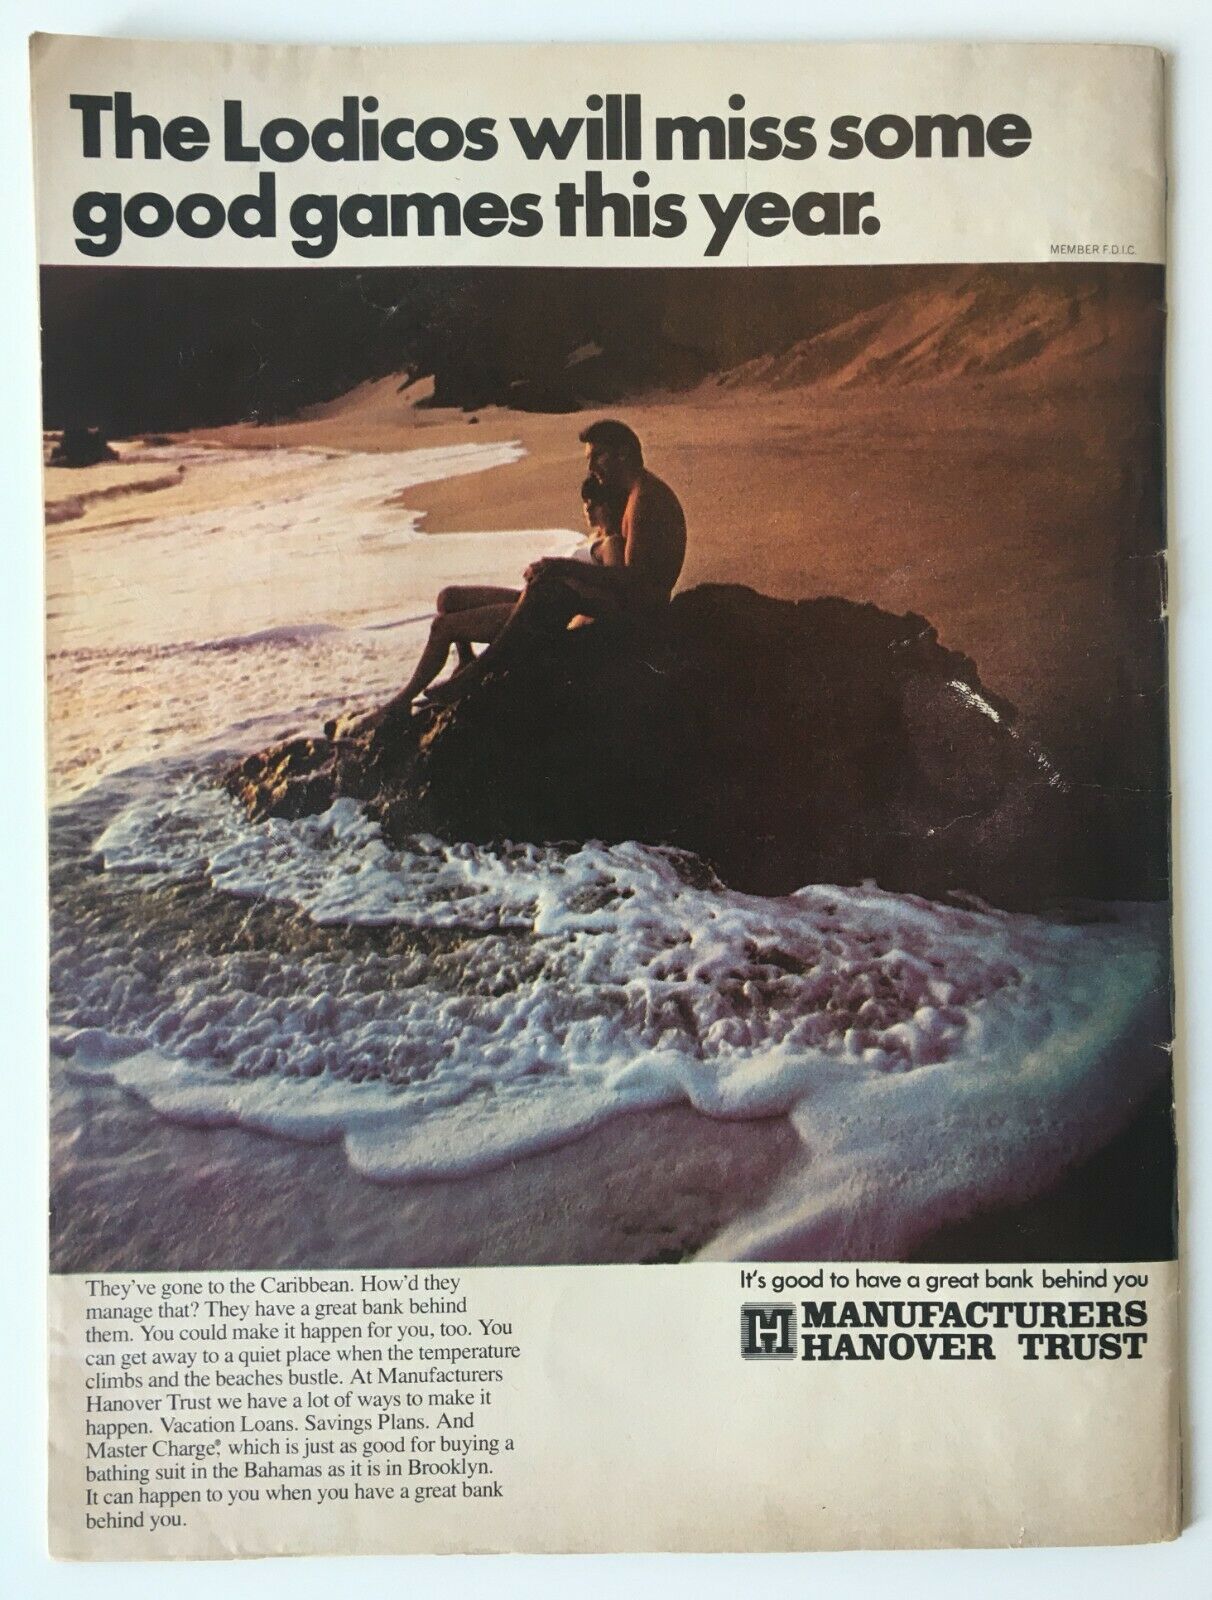 The Lodicos will miss some
good games this year.
MEMBER F.D.I.C.
They've gone to the Caribbean. How'd they
manage that? They have a great bank behind
them. You could make it happen for you, too. You
can get away to a quiet place when the temperature
climbs and the beaches bustle. At Manufacturers
Hanover Trust we have a lot of ways to make it
happen. Vacation Loans. Savings Plans. And
Master Charge®, which is just as good for buying a
bathing suit in the Bahamas as it is in Brooklyn.
It can happen to you when you have a great bank
behind you.
It's good to have a great bank behind you
MANUFACTURERS
HANOVER TRUST